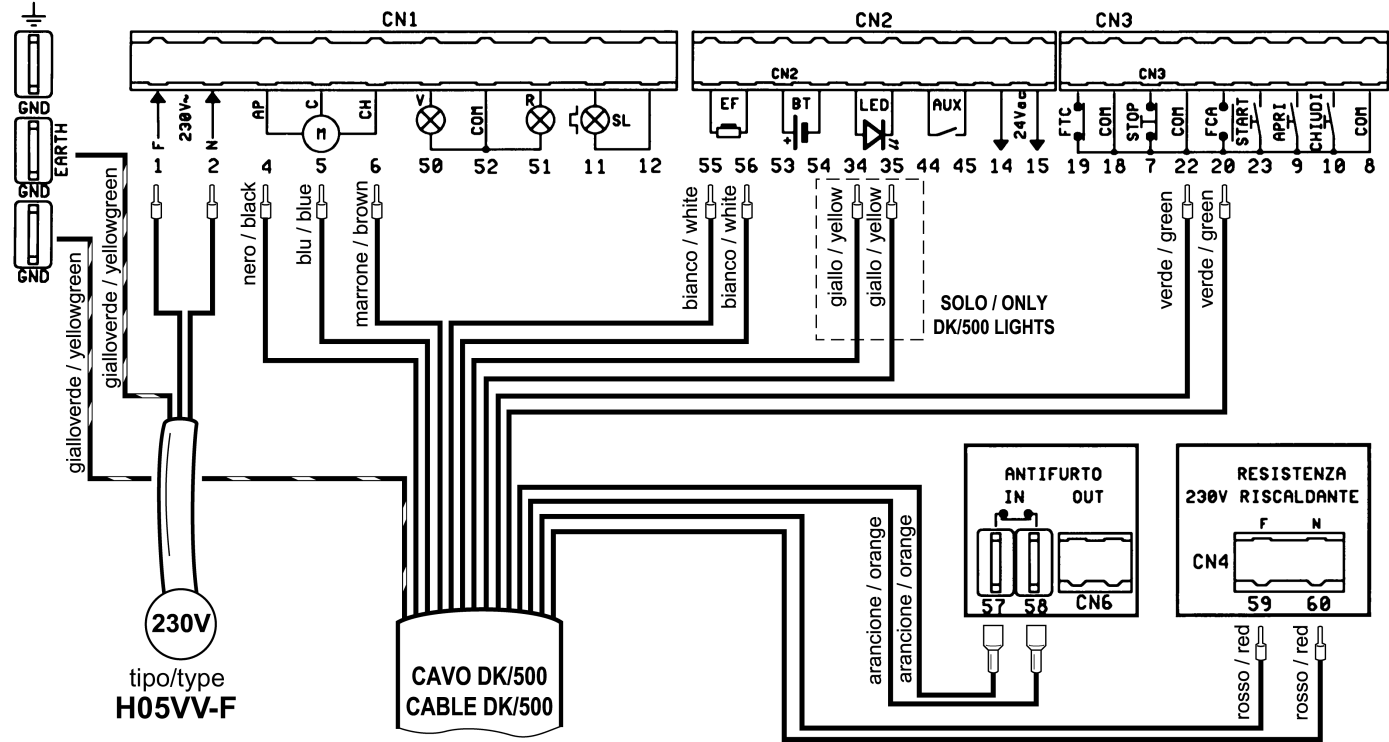 CN1
CN2
CN3
CN2
CN3
GND
EARTH
GND
GND
F
230V~
N
AP
C
CH
M
V
COM
R
SL
EF
BT
+
LED
AUX
24Vac
FTC
COM
STOP
COM
FCA
START
APRI
CHIUDI
COM
1 2 4 5 6 50 52 51 11 12
55 56 53 54 34 35 44 45 14 15
19 18 7 22 20 23 9 10 8
gialloverde / yellowgreen
gialloverde / yellowgreen
nero / black
blu / blue
marrone / brown
bianco / white
bianco / white
giallo / yellow
giallo / yellow
SOLO / ONLY
DK/500 LIGHTS
verde / green
verde / green
ANTIFURTO
IN OUT
57 58 CN6
RESISTENZA
230V RISCALDANTE
F N
CN4
59 60
arancione / orange
arancione / orange
rosso / red
rosso / red
230V
tipo/type
H05VV-F
CAVO DK/500
CABLE DK/500